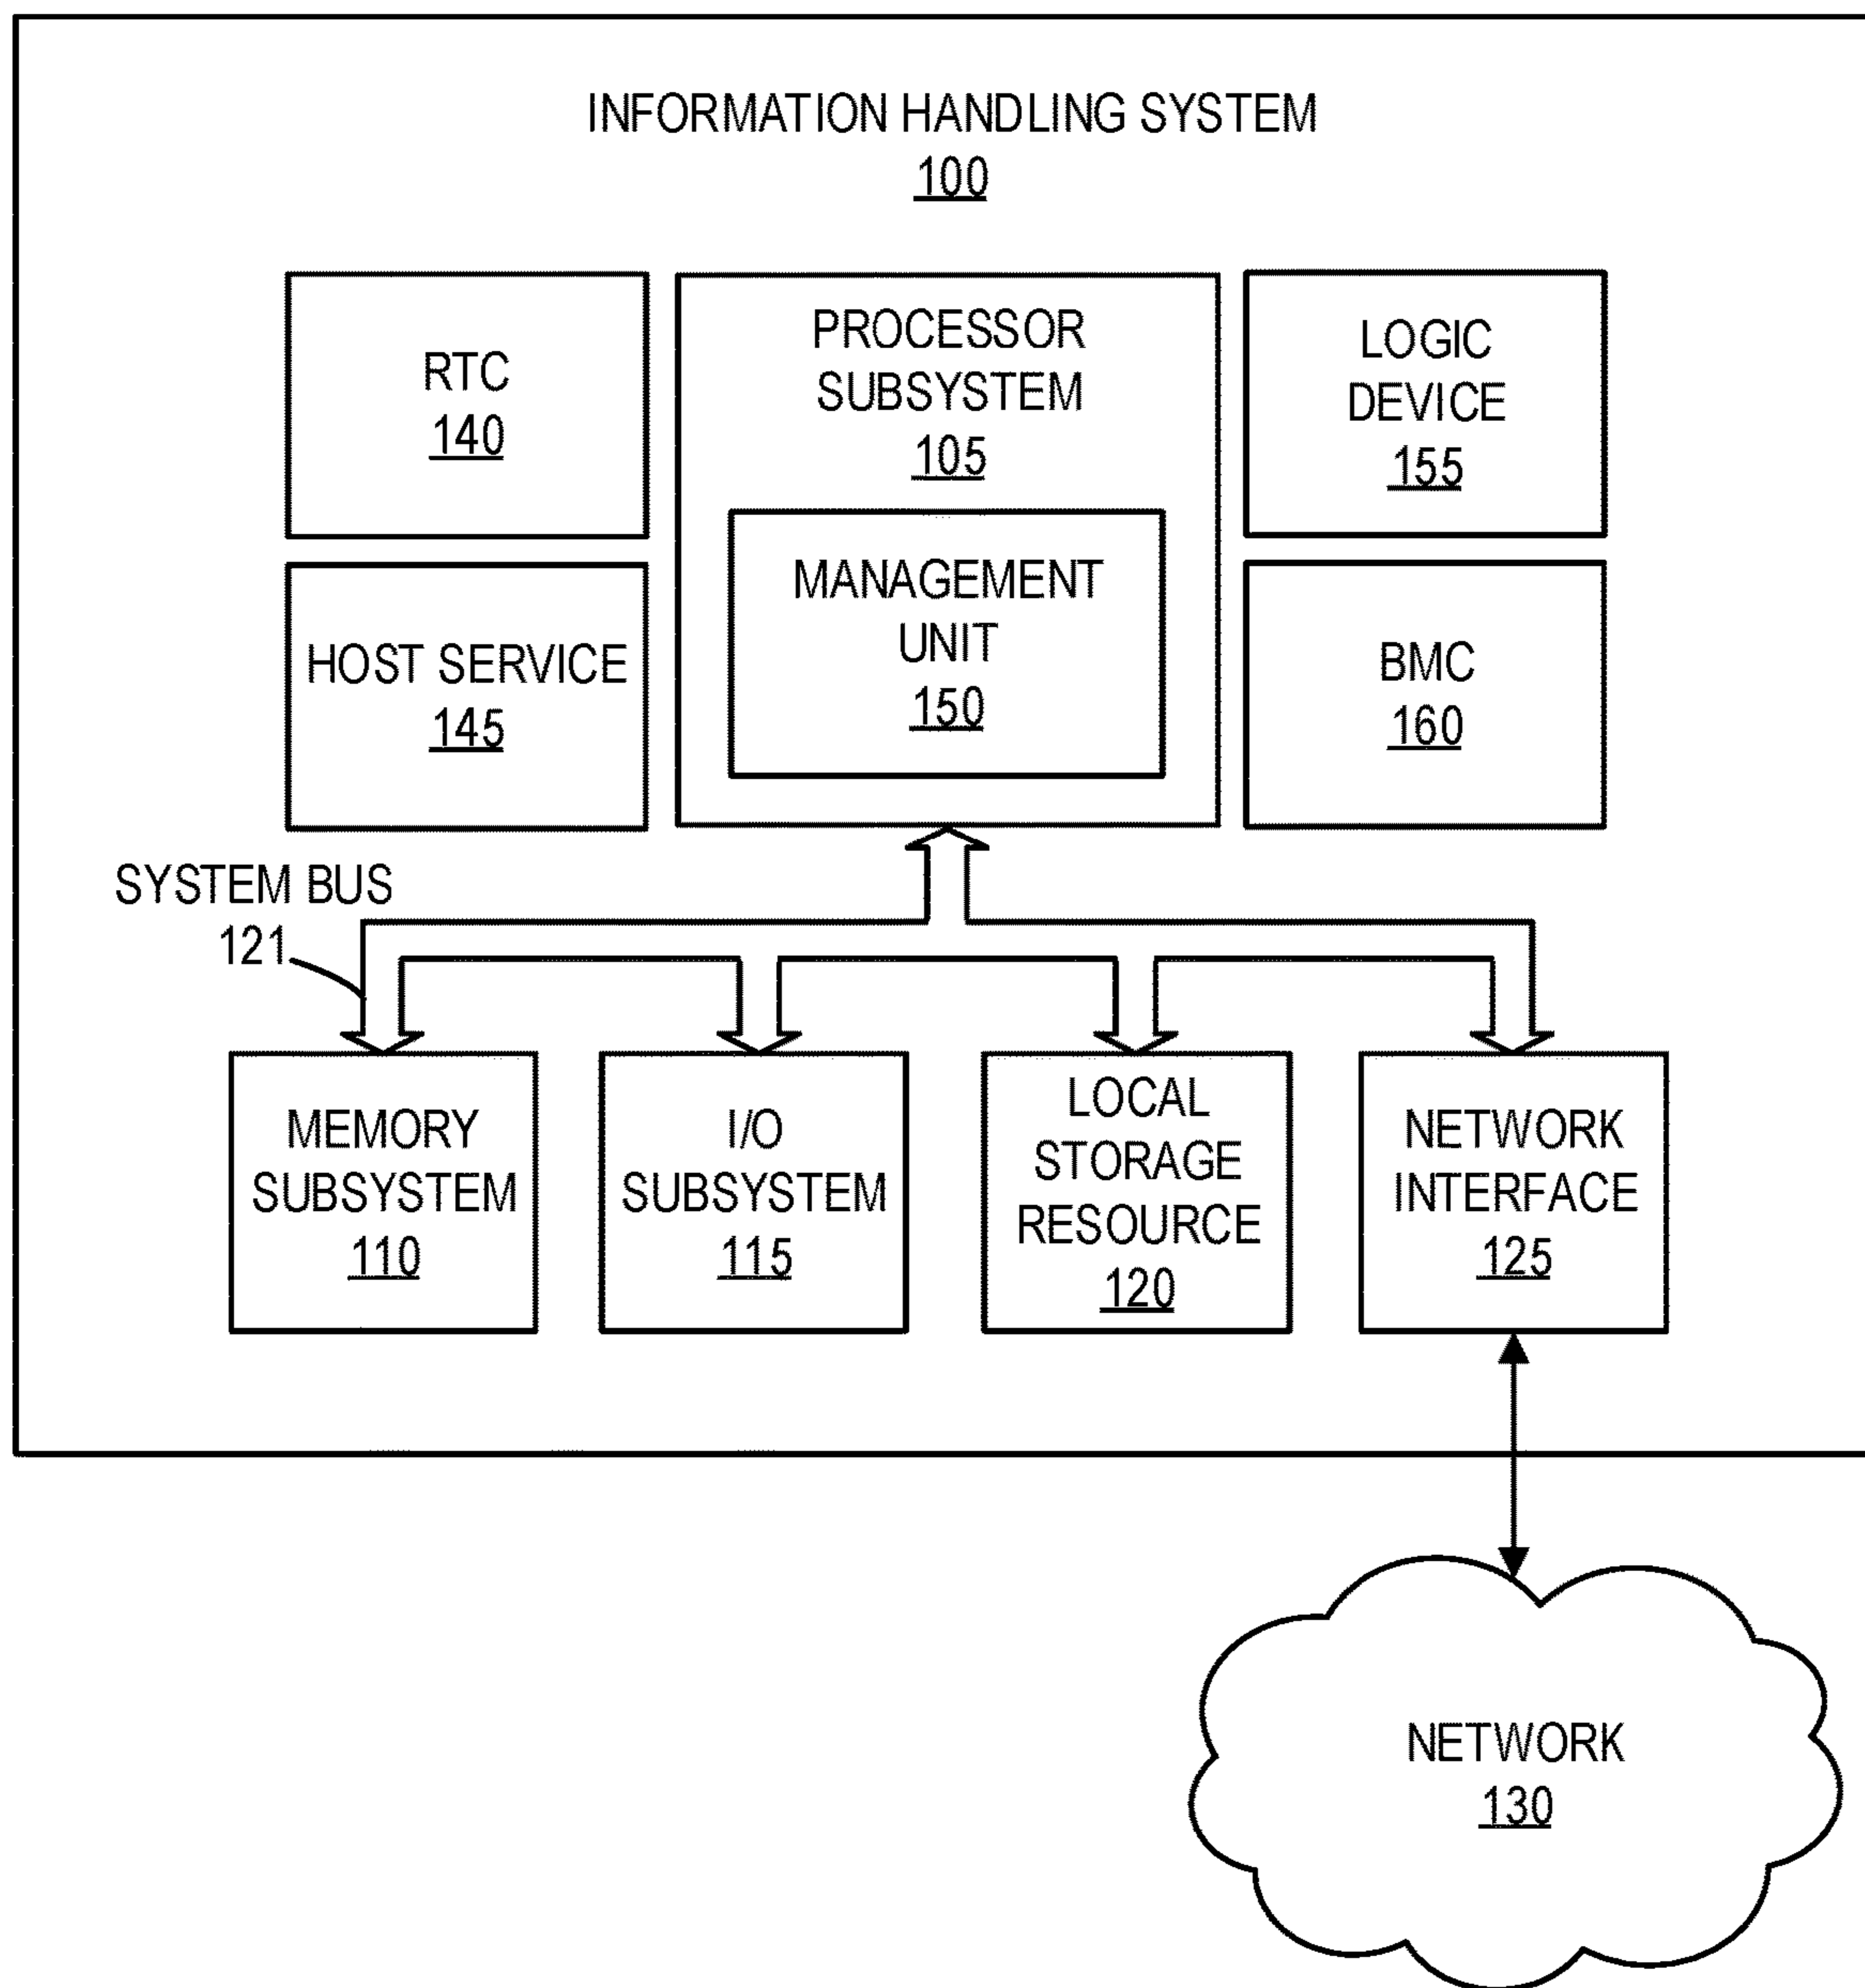 INFORMATION HANDLING SYSTEM
100
RTC
140
PROCESSOR
SUBSYSTEM
105
LOGIC
DEVICE
155
MANAGEMENT
UNIT
150
HOST SERVICE
145
BMC
160
SYSTEM BUS
121
MEMORY
SUBSYSTEM
110
I/O
SUBSYSTEM
115
LOCAL
STORAGE
RESOURCE
120
NETWORK
INTERFACE
125
NETWORK
130